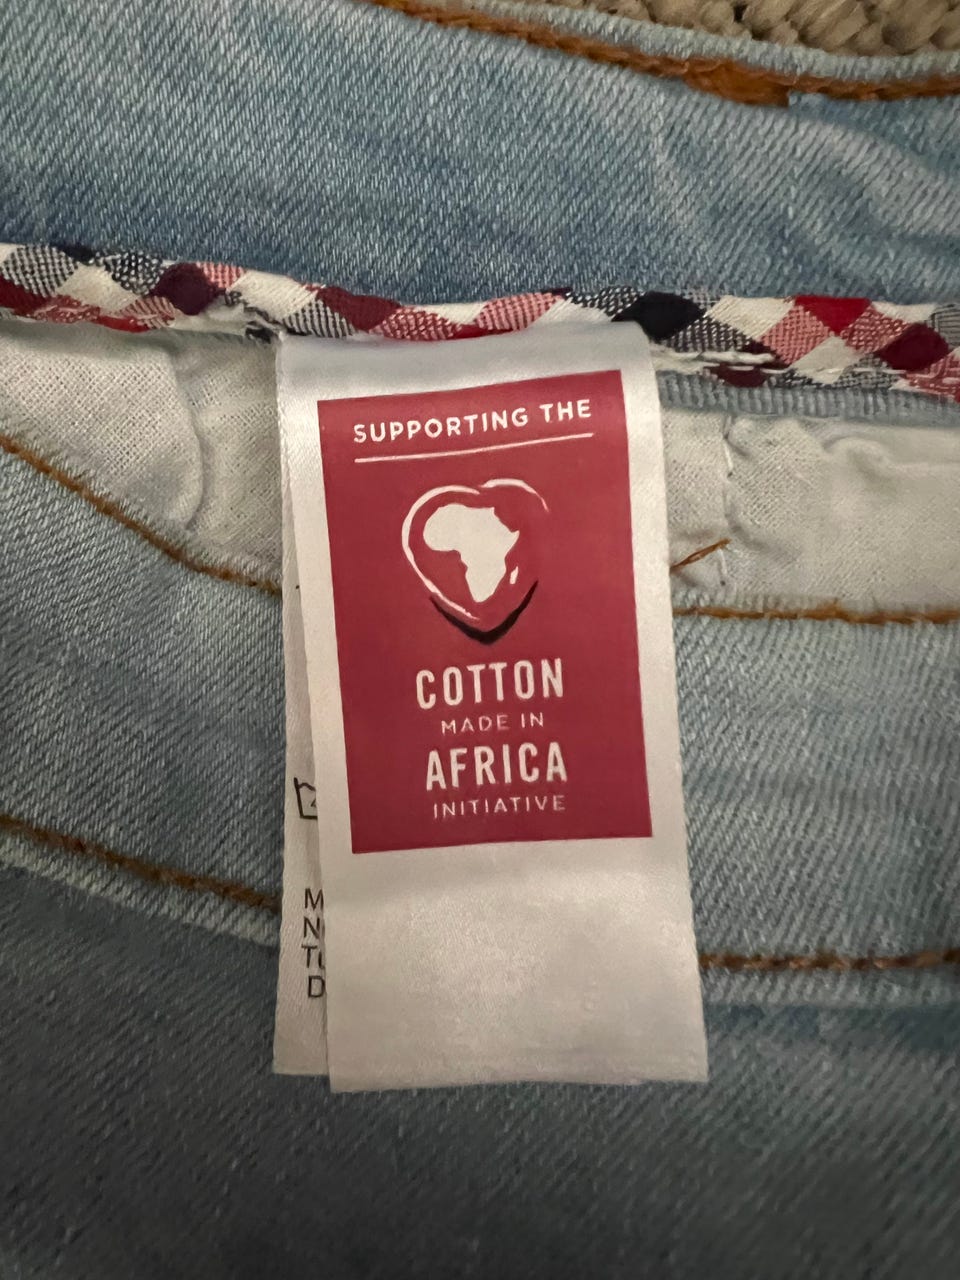 SUPPORTING THE
COTTON
MADE IN
AFRICA
INITIATIVE